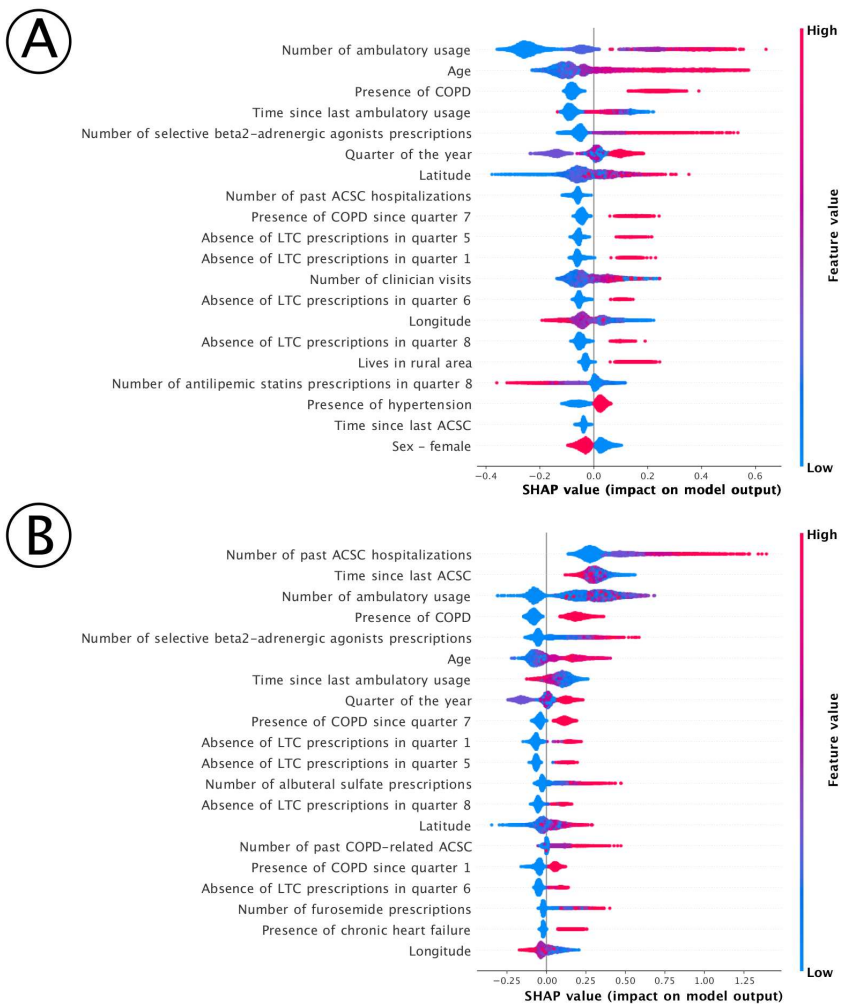 A
High
Number of ambulatory usage
Age
Presence of COPD
Time since last ambulatory usage
Number of selective beta2-adrenergic agonists prescriptions
Quarter of the year
Latitude
Number of past ACSC hospitalizations
Presence of COPD since quarter 7
Absence of LTC prescriptions in quarter 5
Absence of LTC prescriptions in quarter 1
Number of clinician visits
Absence of LTC prescriptions in quarter 6
Longitude
Absence of LTC prescriptions in quarter 8
Lives in rural area
Number of antilipemic statins prescriptions in quarter 8
Presence of hypertension
Time since last ACSC
Sex - female
Feature value
Low
−0.4 −0.2 0.0 0.2 0.4 0.6
SHAP value (impact on model output)
B
High
Number of past ACSC hospitalizations
Time since last ACSC
Number of ambulatory usage
Presence of COPD
Number of selective beta2-adrenergic agonists prescriptions
Age
Time since last ambulatory usage
Quarter of the year
Presence of COPD since quarter 7
Absence of LTC prescriptions in quarter 1
Absence of LTC prescriptions in quarter 5
Number of albuteral sulfate prescriptions
Absence of LTC prescriptions in quarter 8
Latitude
Number of past COPD-related ACSC
Presence of COPD since quarter 1
Absence of LTC prescriptions in quarter 6
Number of furosemide prescriptions
Presence of chronic heart failure
Longitude
Feature value
Low
−0.25 0.00 0.25 0.50 0.75 1.00 1.25
SHAP value (impact on model output)